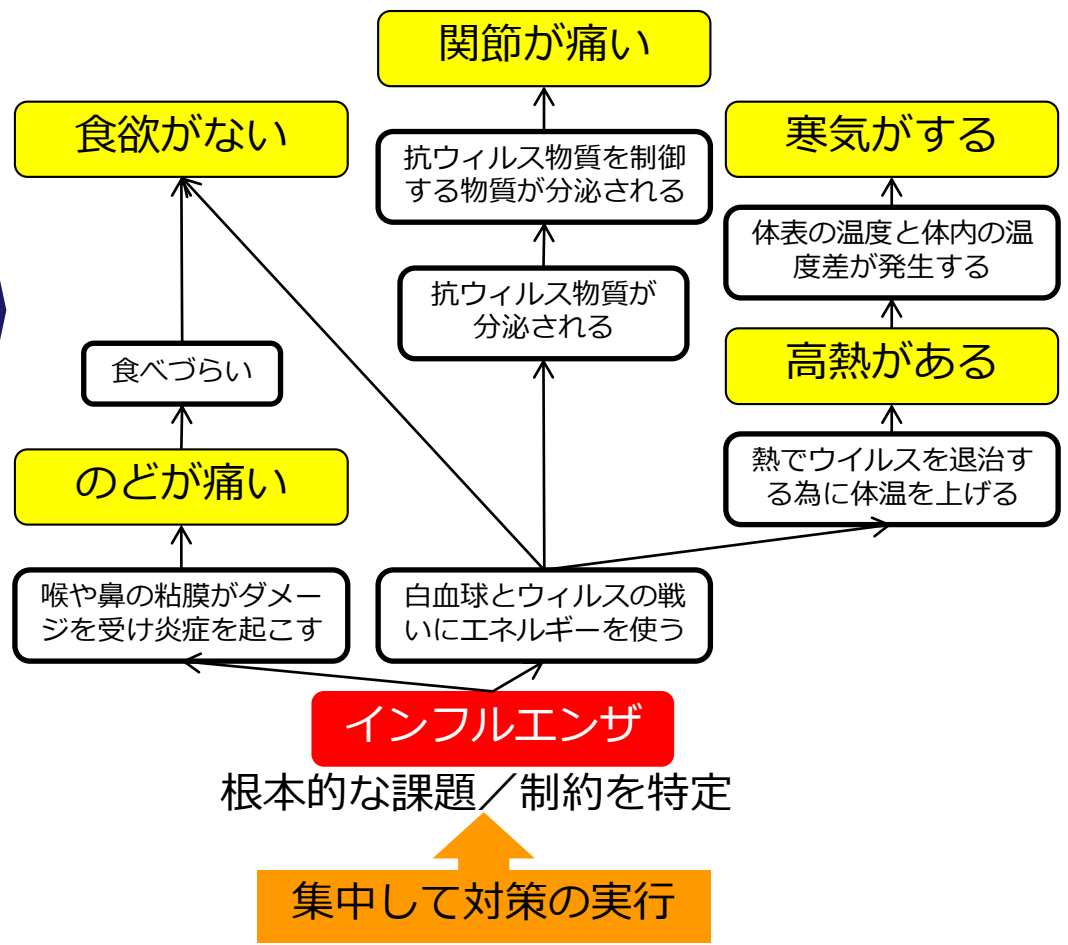 関節が痛い
食欲がない
寒気がする
抗ウィルス物質を制御
する物質が分泌される
体表の温度と体内の温
度差が発生する
抗ウィルス物質が
分泌される
高熱がある
食べづらい
のどが痛い
熱でウイルスを退治す
る為に体温を上げる
喉や鼻の粘膜がダメー
ジを受け炎症を起こす
白血球とウィルスの戦
いにエネルギーを使う
インフルエンザ
根本的な課題／制約を特定
集中して対策の実行